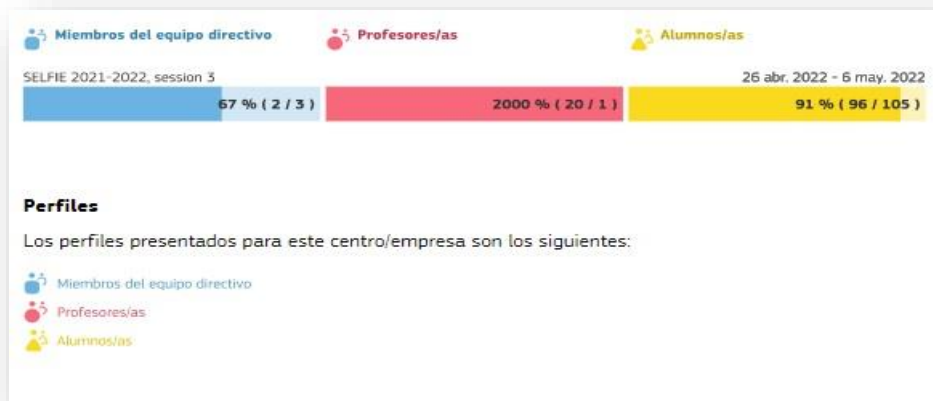 Miembros del equipo directivo Profesores/as Alumnos/as
SELFIE 2021-2022, session 3 26 abr. 2022 - 6 may. 2022
67 % ( 2 / 3 ) 2000 % ( 20 / 1 ) 91 % ( 96 / 105 )
Perfiles
Los perfiles presentados para este centro/empresa son los siguientes:
Miembros del equipo directivo
Profesores/as
Alumnos/as